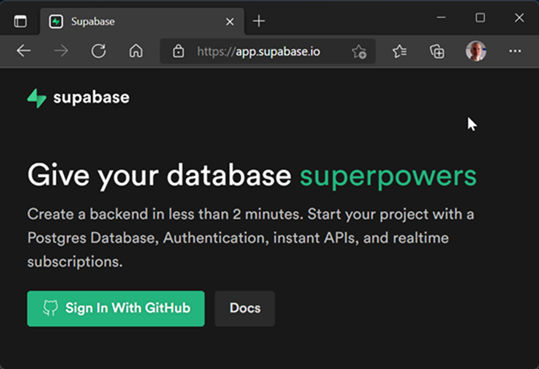 Supabase
https://app.supabase.io
supabase
Give your database superpowers
Create a backend in less than 2 minutes. Start your project with a
Postgres Database, Authentication, instant APIs, and realtime
subscriptions.
Sign In With GitHub
Docs